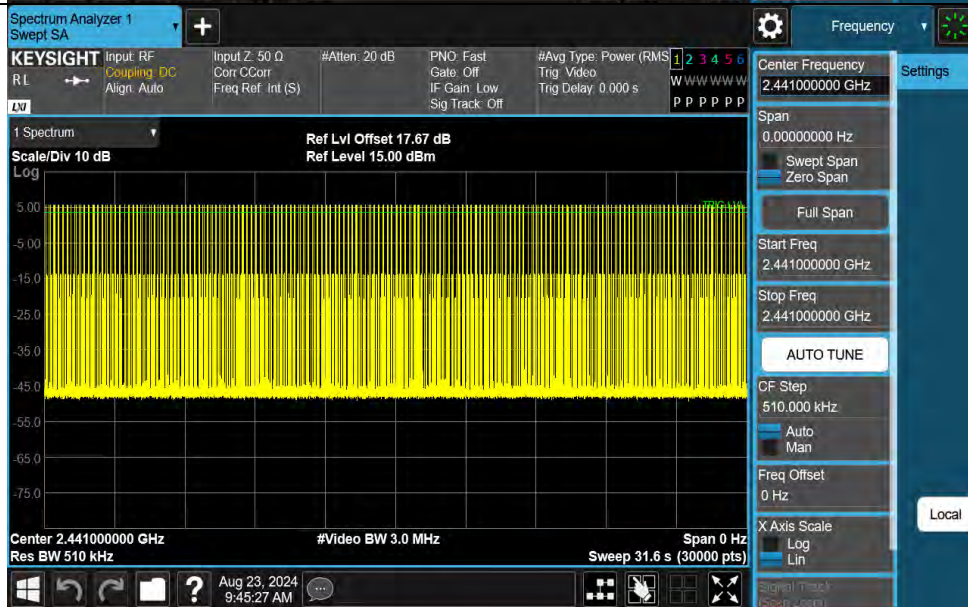 Spectrum Analyzer 1
Swept SA
Frequency
KEYSIGHT
RL
LXI
Input: RF
Coupling: DC
Align: Auto
Input Z: 50 Ω
Corr CCorr
Freq Ref: Int (S)
#Atten: 20 dB
PNO: Fast
Gate: Off
IF Gain: Low
Sig Track: Off
#Avg Type: Power (RMS
Trig: Video
Trig Delay: 0.000 s
1 2 3 4 5 6
W W W W W W
P P P P P P
1 Spectrum
Scale/Div 10 dB
Log
Ref Lvl Offset 17.67 dB
Ref Level 15.00 dBm
5.00
-5.00
-15.0
-25.0
-35.0
-45.0
-55.0
-65.0
-75.0
Center 2.441000000 GHz
Res BW 510 kHz
#Video BW 3.0 MHz
Span 0 Hz
Sweep 31.6 s (30000 pts)
Aug 23, 2024
9:45:27 AM
Center Frequency
2.441000000 GHz
Span
0.00000000 Hz
Swept Span
Zero Span
Full Span
Start Freq
2.441000000 GHz
Stop Freq
2.441000000 GHz
AUTO TUNE
CF Step
510.000 kHz
Auto
Man
Freq Offset
0 Hz
X Axis Scale
Log
Lin
Settings
Local